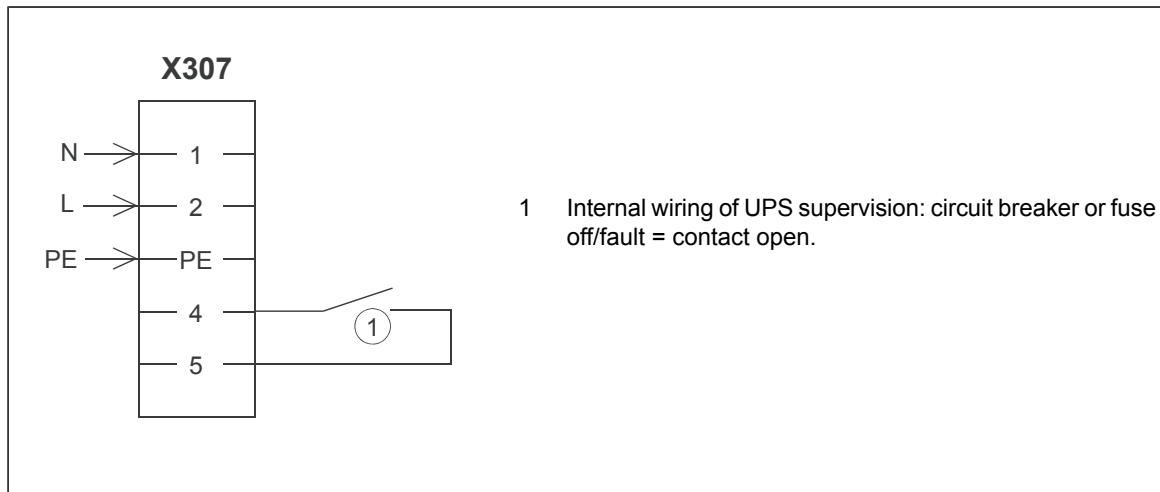 X307
N 1
L 2
PE PE
4
1
5
1 Internal wiring of UPS supervision: circuit breaker or fuse
off/fault = contact open.